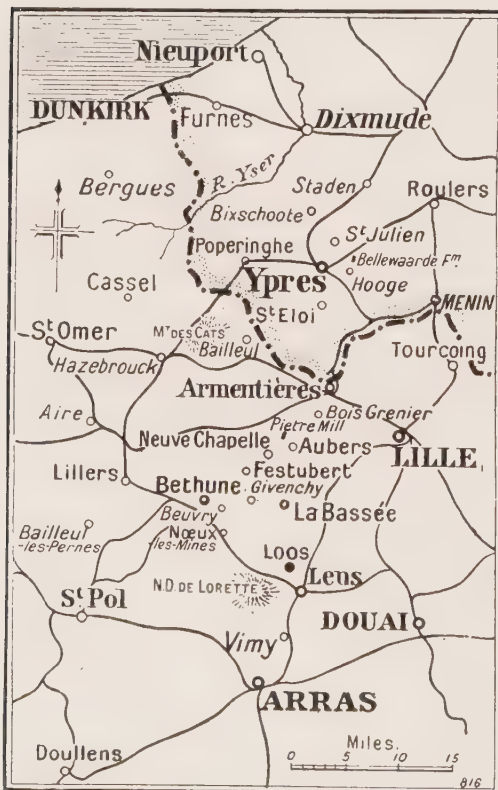 Nieuport
DUNKIRK
Furnes
Dixmude
R. Yser
Bergues
Staden
Roulers
Bixschoote
St Julien
Poperinghe
Bellewaarde Fm.
Ypres
Hooge
Cassel
St Eloi
MENIN
St Omer
Mt DES CATS
Bailleul
Tourcoing
Hazebrouck
Armentières
Aire
Bois Grenier
Pietre Mill
Neuve Chapelle
Aubers
LILLE
Lillers
Festubert
Bethune
Givenchy
La Bassée
Beuvry
Bailleul
-les-Pernes
Nœux
-les-Mines
Loos
N.D. DE LORETTE
Lens
St Pol
DOUAI
Vimy
ARRAS
Doullens
Miles.
0 5 10 15
816